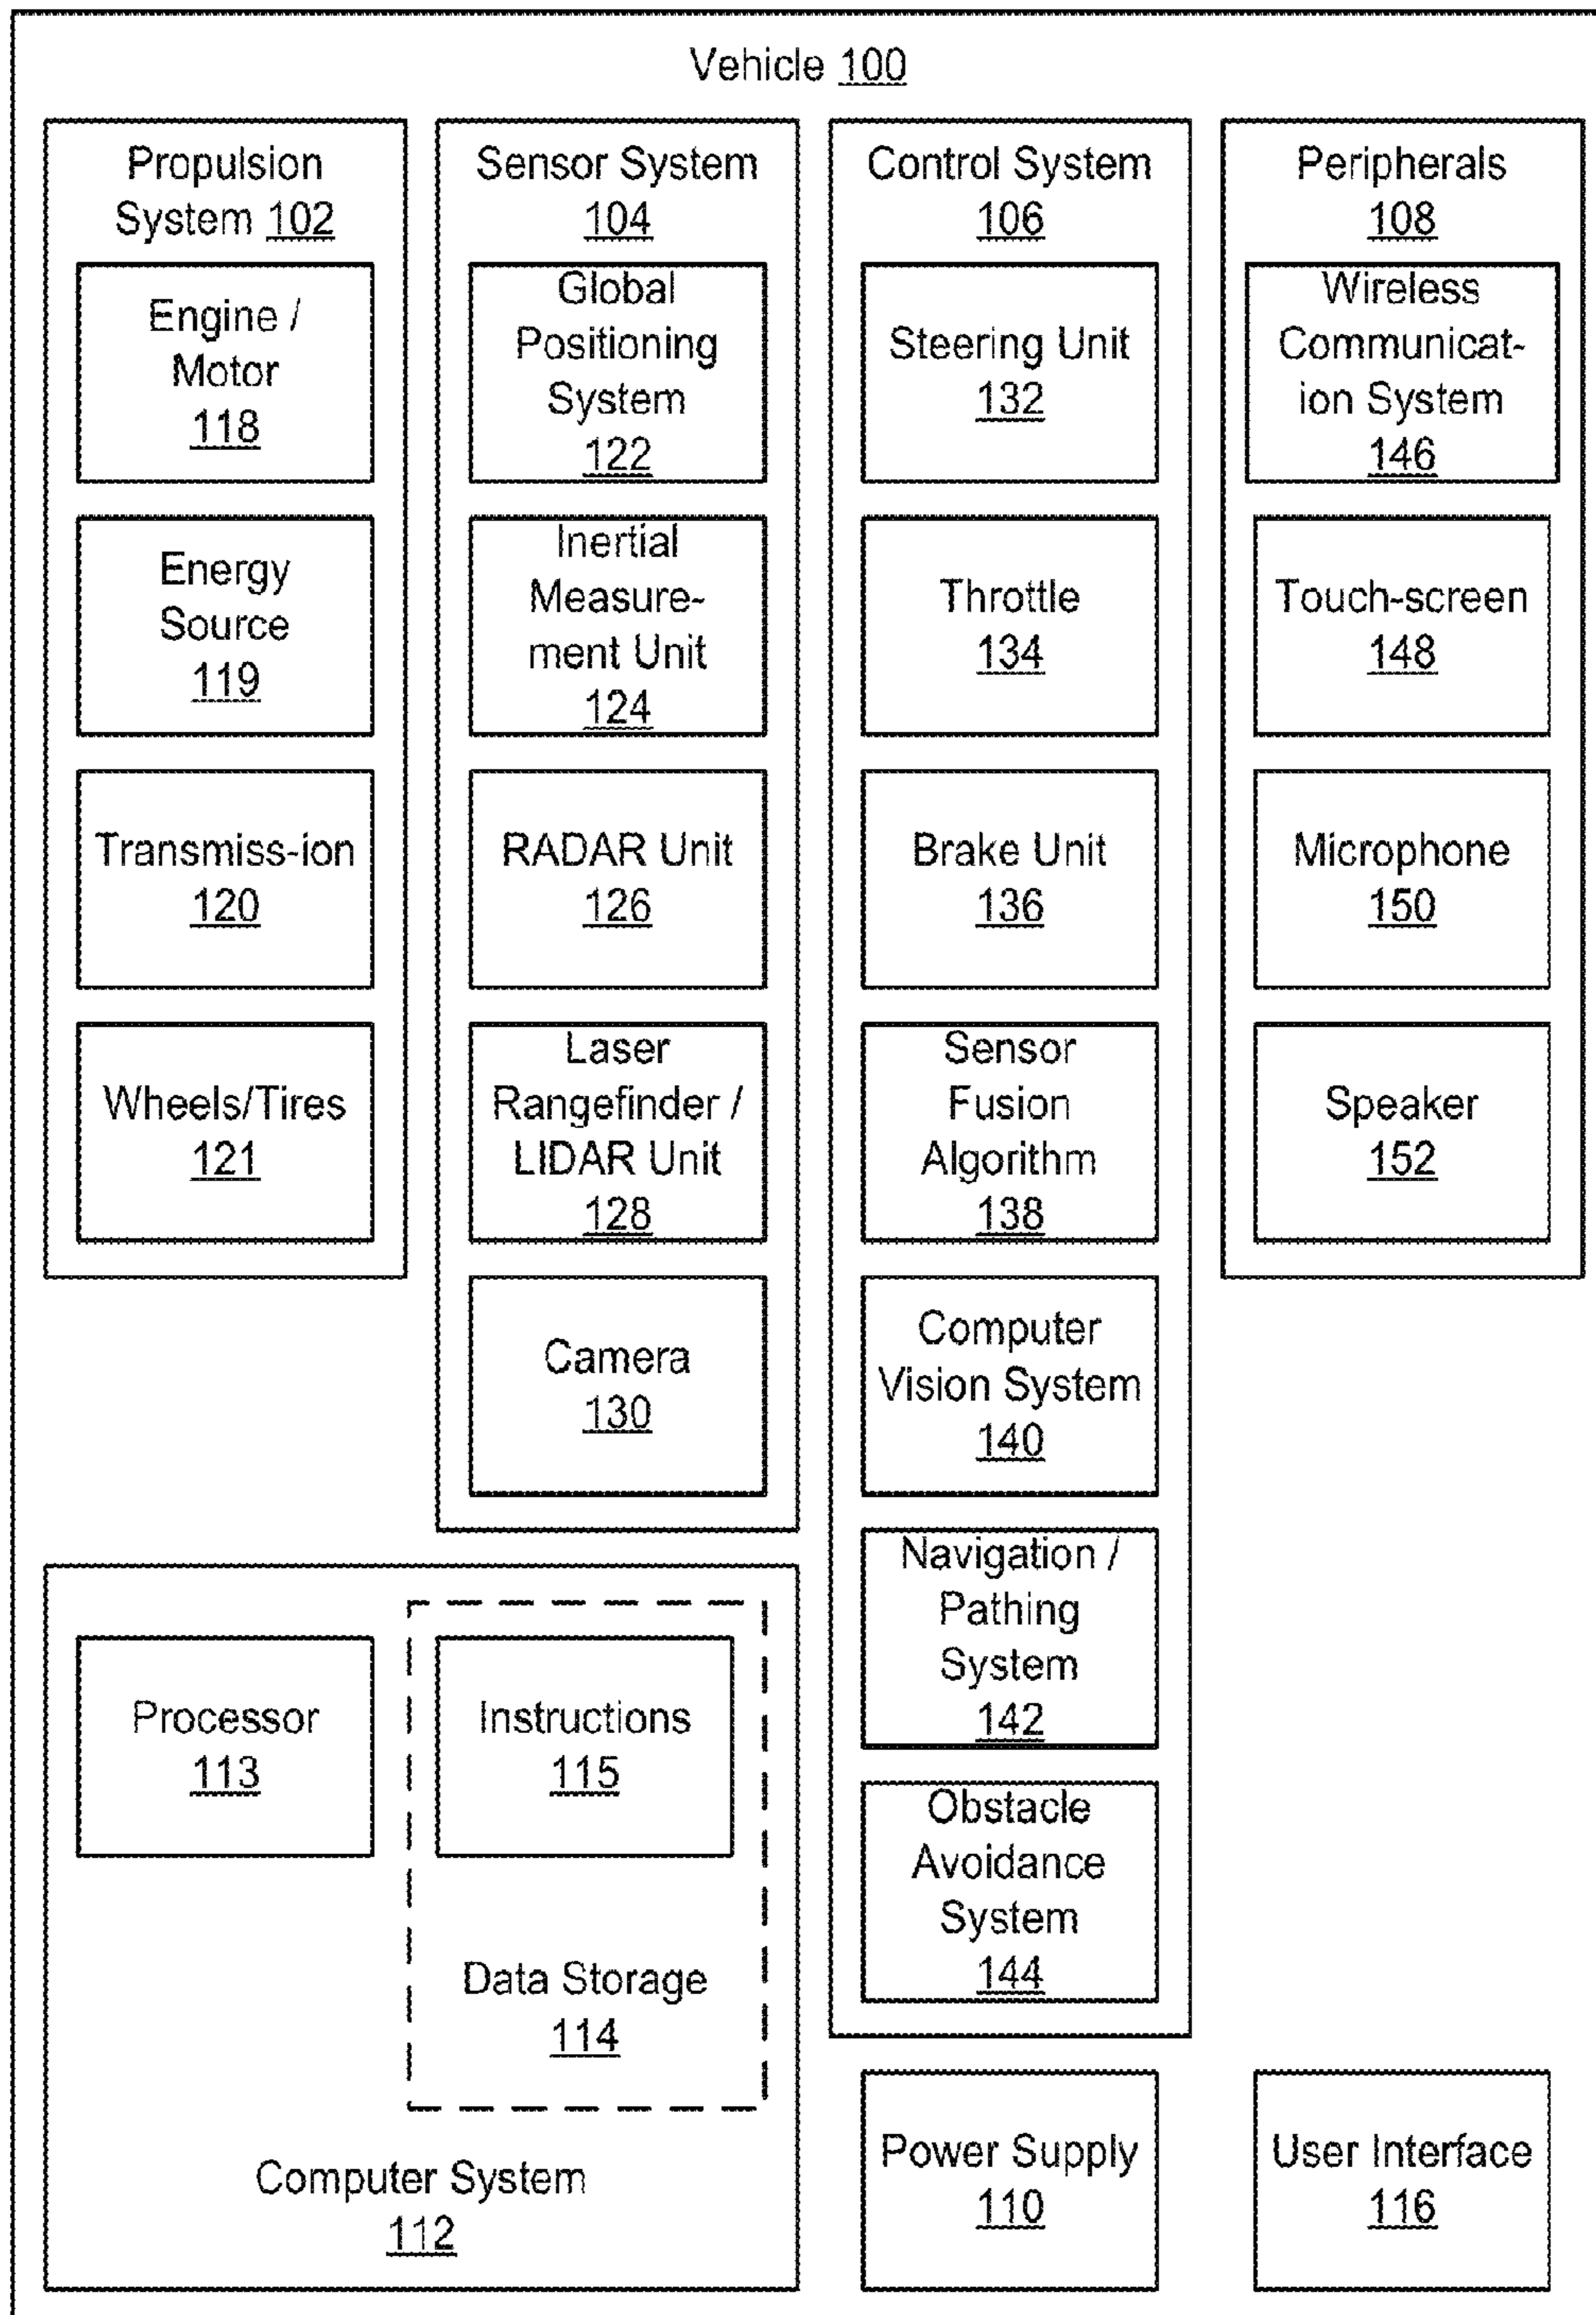 Vehicle 100
Propulsion
System 102
Engine /
Motor
118
Energy
Source
119
Transmiss-ion
120
Wheels/Tires
121
Sensor System
104
Global
Positioning
System
122
Inertial
Measure-
ment Unit
124
RADAR Unit
126
Laser
Rangefinder /
LIDAR Unit
128
Camera
130
Control System
106
Steering Unit
132
Throttle
134
Brake Unit
136
Sensor
Fusion
Algorithm
138
Computer
Vision System
140
Navigation /
Pathing
System
142
Obstacle
Avoidance
System
144
Peripherals
108
Wireless
Communicat-
ion System
146
Touch-screen
148
Microphone
150
Speaker
152
Processor
113
Instructions
115
Data Storage
114
Computer System
112
Power Supply
110
User Interface
116